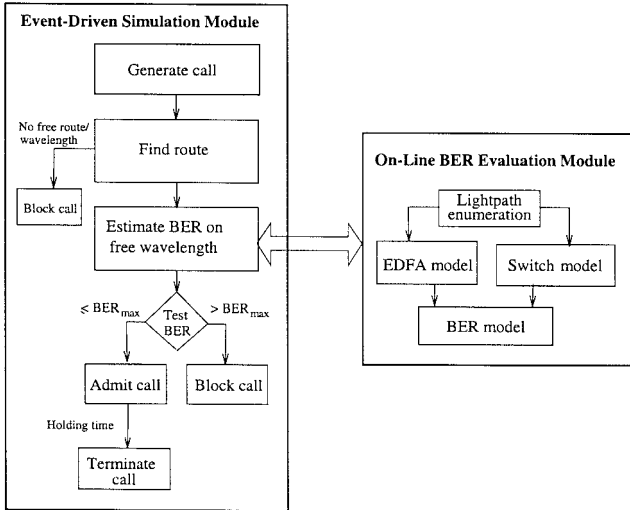 Event-Driven Simulation Module
Generate call
No free route/
wavelength
Find route
Block call
Estimate BER on
free wavelength
≤ BERmax
Test
BER
> BERmax
Admit call
Block call
Holding time
Terminate
call
On-Line BER Evaluation Module
Lightpath
enumeration
EDFA model
Switch model
BER model